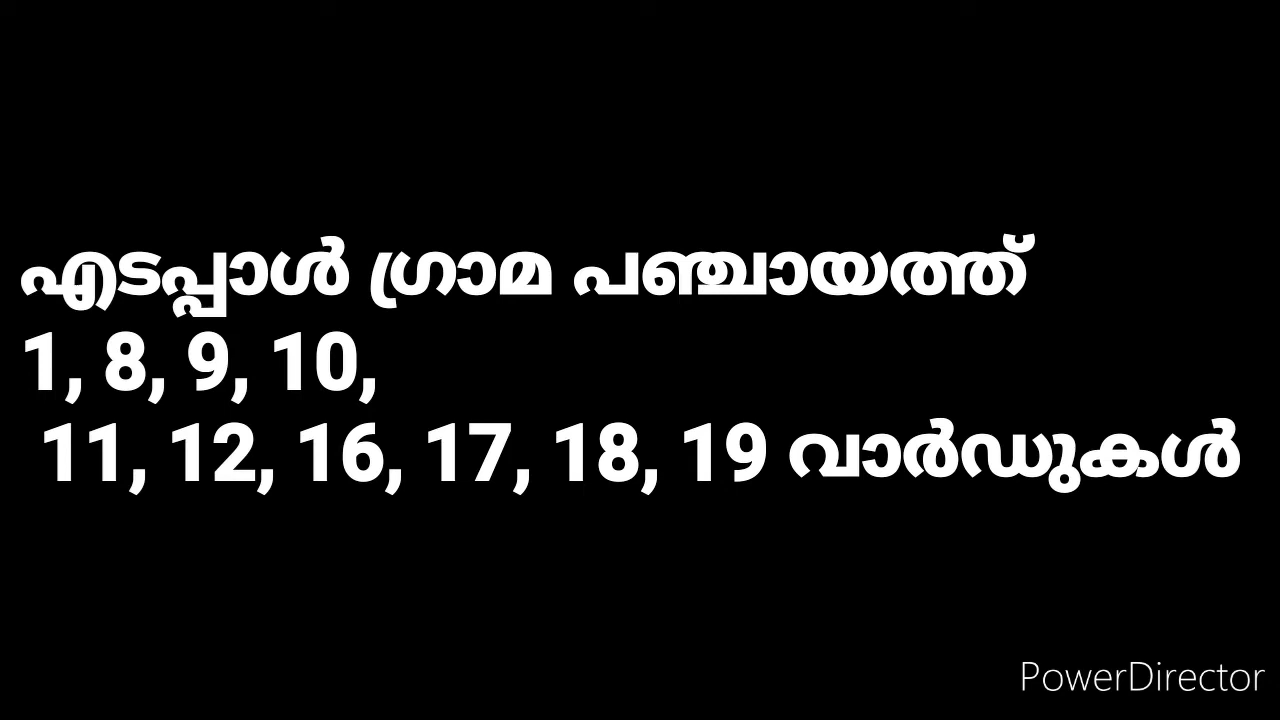 എടപ്പാൾ ഗ്രാമ പഞ്ചായത്ത്
1, 8, 9, 10,
11, 12, 16, 17, 18, 19 വാർഡുകൾ
PowerDirector